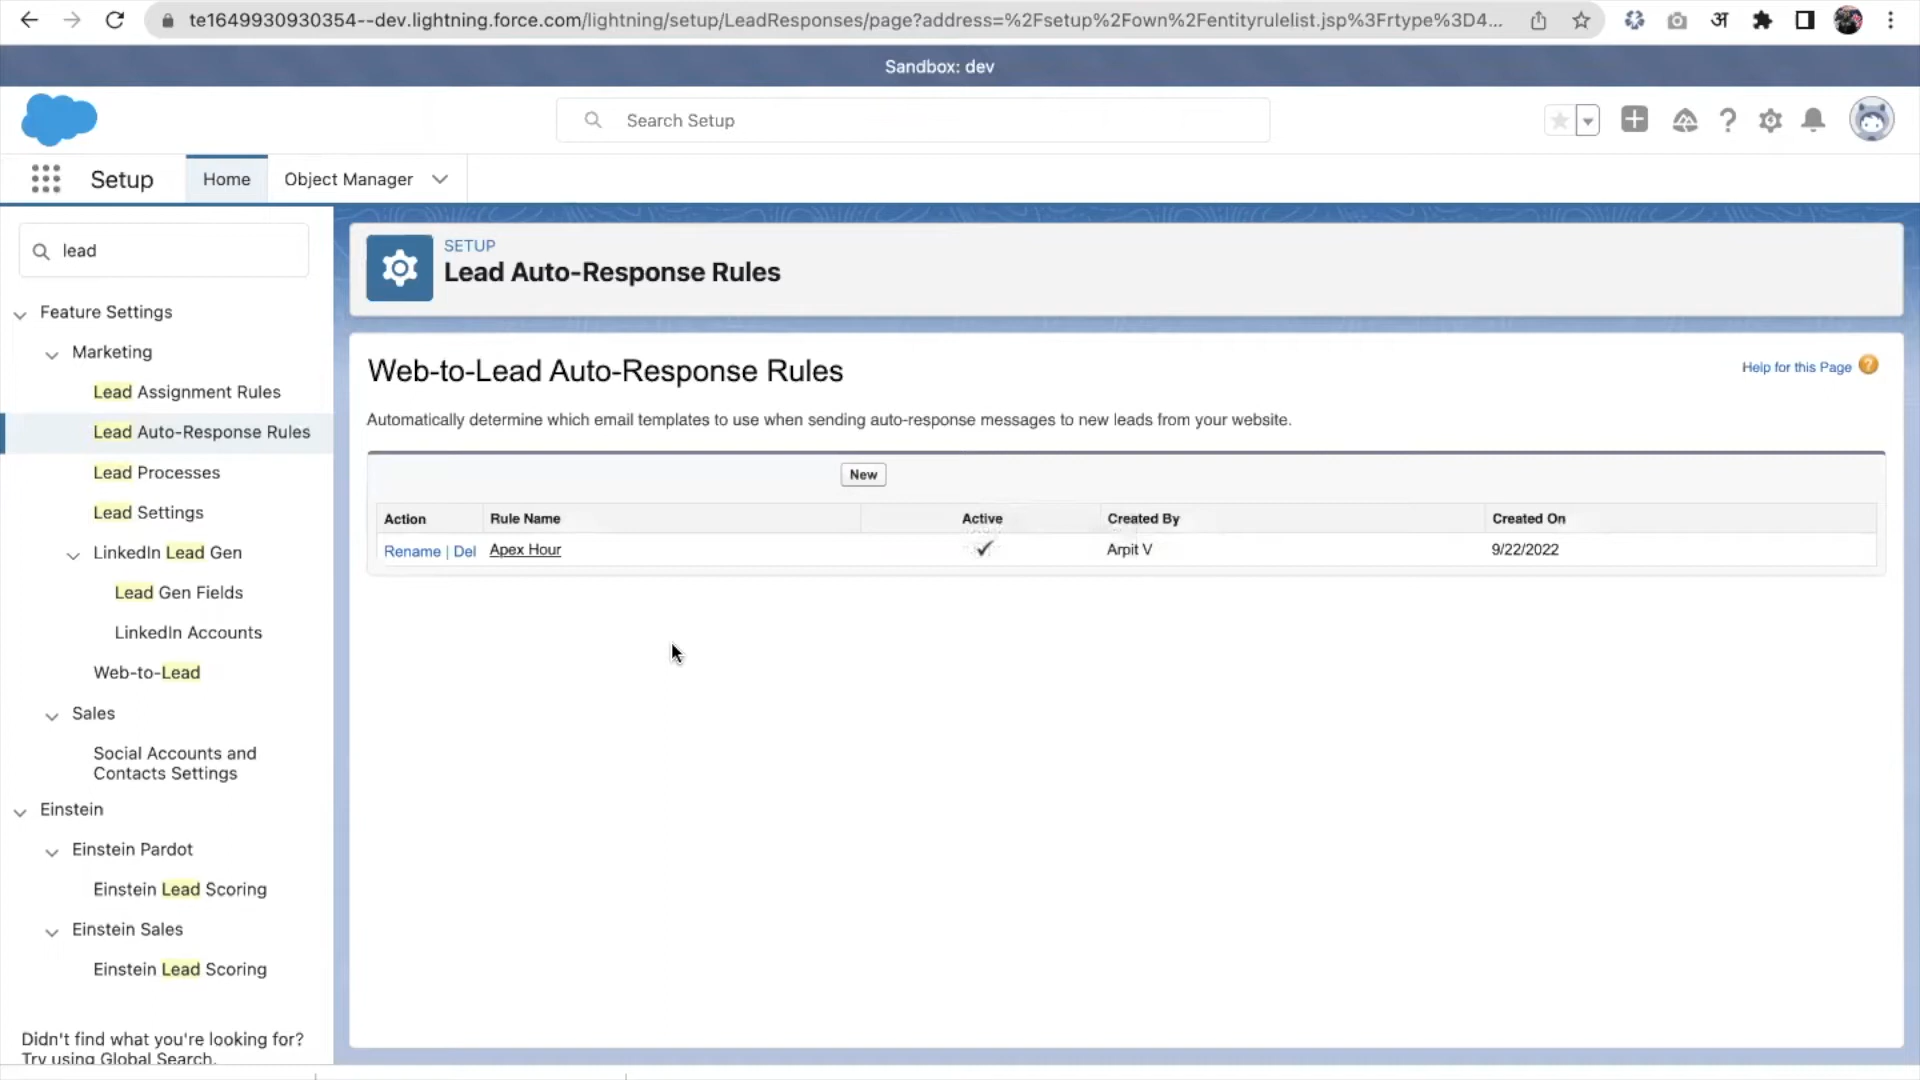 te1649930930354--dev.lightning.force.com/lightning/setup/LeadResponses/page?address=%2Fsetup%2Fown%2Fentityrulelist.jsp%3Frtype%3D4...
अ
Sandbox: dev
Search Setup
Setup
Home
Object Manager
lead
Feature Settings
Marketing
Lead Assignment Rules
Lead Auto-Response Rules
Lead Processes
Lead Settings
LinkedIn Lead Gen
Lead Gen Fields
LinkedIn Accounts
Web-to-Lead
Sales
Social Accounts and
Contacts Settings
Einstein
Einstein Pardot
Einstein Lead Scoring
Einstein Sales
Einstein Lead Scoring
Didn't find what you're looking for?
Try using Global Search.
SETUP
Lead Auto-Response Rules
Web-to-Lead Auto-Response Rules
Help for this Page ?
Automatically determine which email templates to use when sending auto-response messages to new leads from your website.
New
Action Rule Name Active Created By Created On
Rename | Del Apex Hour Arpit V 9/22/2022